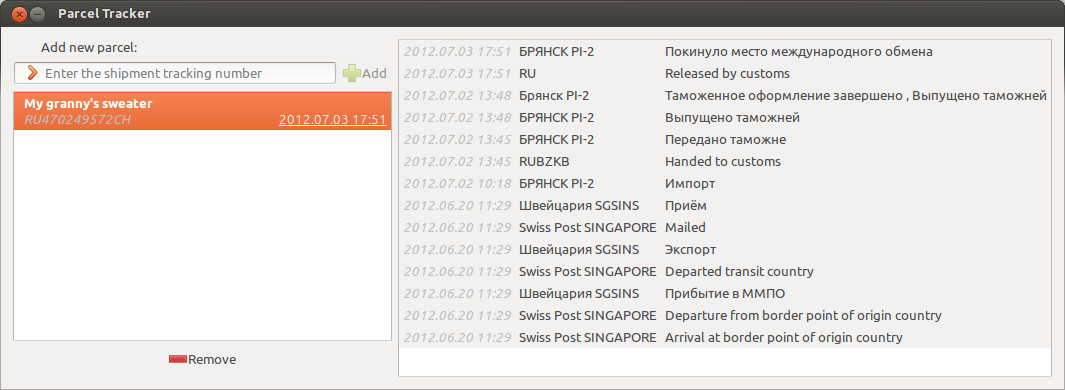 Parcel Tracker
Add new parcel:
Enter the shipment tracking number
Add
My granny's sweater
RU470249572CH 2012.07.03 17:51
Remove
2012.07.03 17:51 БРЯНСК PI-2 Покинуло место международного обмена
2012.07.03 17:51 RU Released by customs
2012.07.02 13:48 Брянск PI-2 Таможенное оформление завершено , Выпущено таможней
2012.07.02 13:48 БРЯНСК PI-2 Выпущено таможней
2012.07.02 13:45 БРЯНСК PI-2 Передано таможне
2012.07.02 13:45 RUBZKB Handed to customs
2012.07.02 10:18 БРЯНСК PI-2 Импорт
2012.06.20 11:29 Швейцария SGSINS Приём
2012.06.20 11:29 Swiss Post SINGAPORE Mailed
2012.06.20 11:29 Швейцария SGSINS Экспорт
2012.06.20 11:29 Swiss Post SINGAPORE Departed transit country
2012.06.20 11:29 Швейцария SGSINS Прибытие в ММПО
2012.06.20 11:29 Swiss Post SINGAPORE Departure from border point of origin country
2012.06.20 11:29 Swiss Post SINGAPORE Arrival at border point of origin country